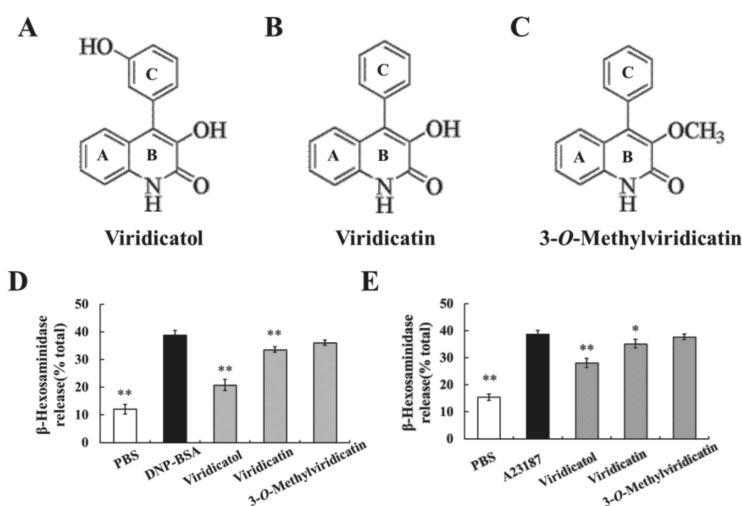 A
B
C
HO
C
C
C
OH
OH
OCH3
A
B
A
B
A
B
N
H
O
N
H
O
N
H
O
Viridicatol
Viridicatin
3-O-Methylviridicatin
D
β-Hexosaminidase
release(% total)
50
40
30
20
10
0
**
**
**
PBS
DNP-BSA
Viridicatol
Viridicatin
3-O-Methylviridicatin
E
β-Hexosaminidase
release(% total)
50
40
30
20
10
0
**
**
*
PBS
A23187
Viridicatol
Viridicatin
3-O-Methylviridicatin